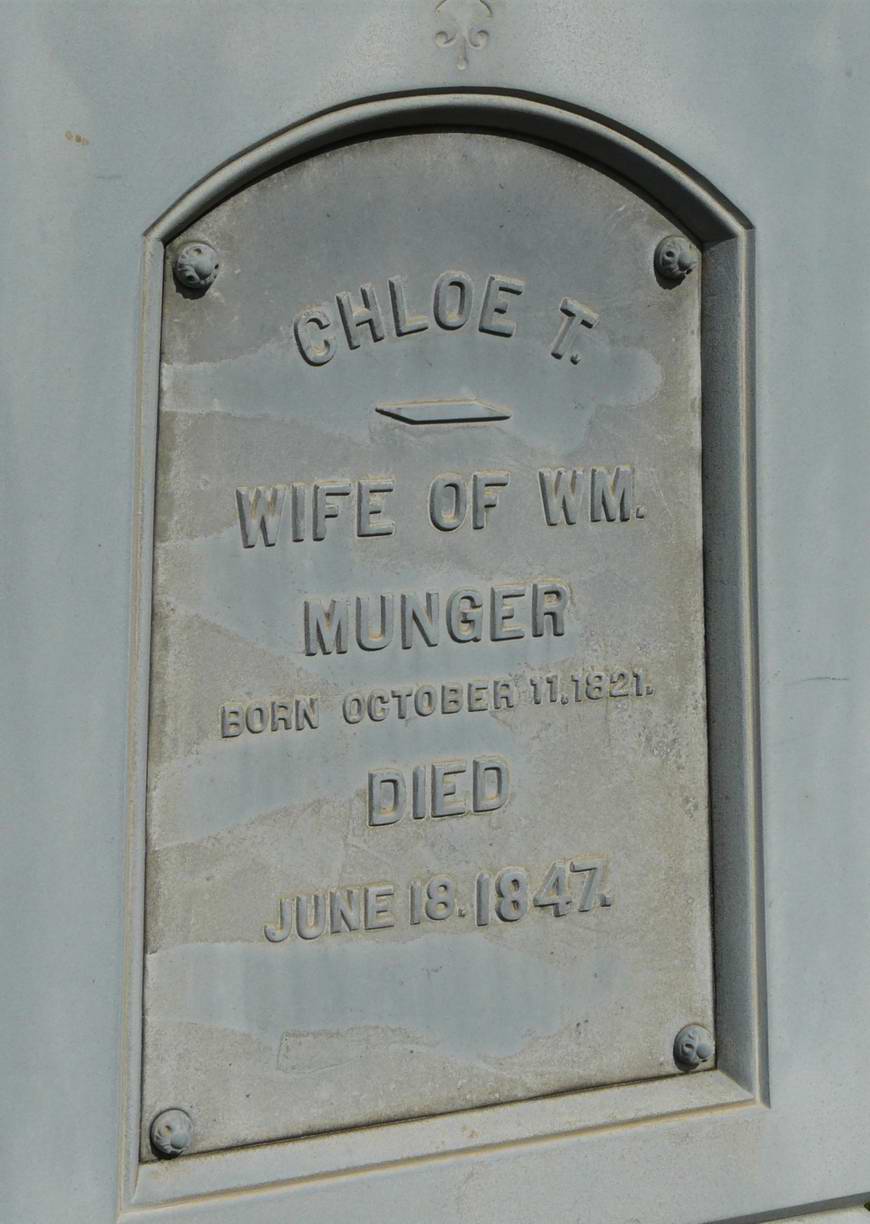 CHLOE T.
WIFE OF WM.
MUNGER
BORN OCTOBER 11, 1821.
DIED
JUNE 18. 1847.